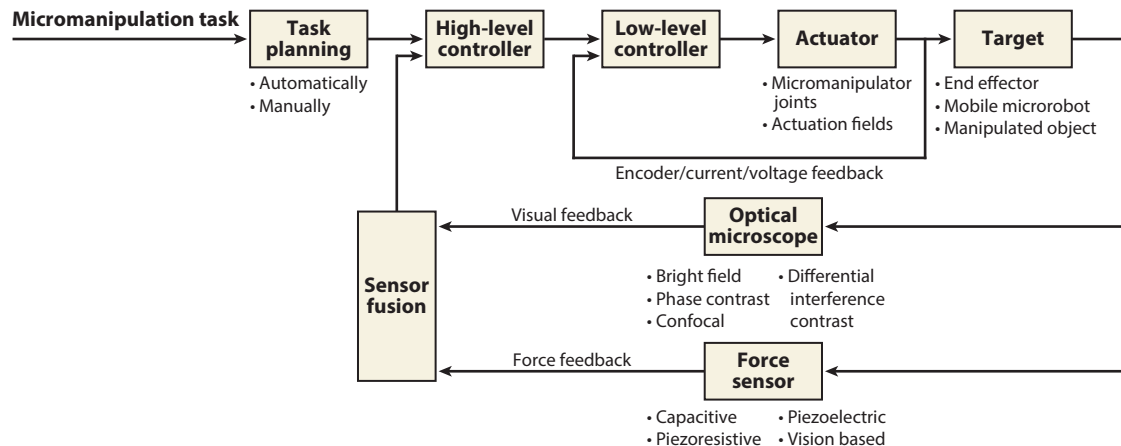 Micromanipulation task
Task
planning
• Automatically
• Manually
High-level
controller
Low-level
controller
Actuator
• Micromanipulator
joints
• Actuation fields
Target
• End effector
• Mobile microrobot
• Manipulated object
Encoder/current/voltage feedback
Sensor
fusion
Visual feedback
Optical
microscope
• Bright field
• Phase contrast
• Confocal
• Differential
interference
contrast
Force feedback
Force
sensor
• Capacitive
• Piezoresistive
• Piezoelectric
• Vision based